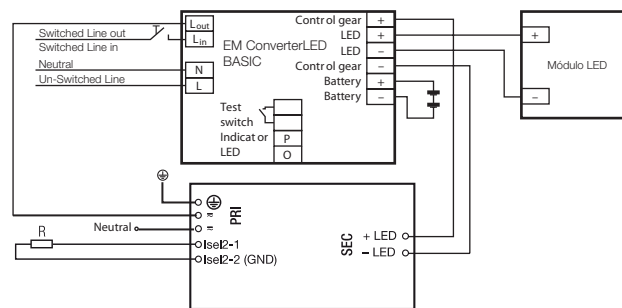 Switched Line out
Switched Line in
Neutral
Un-Switched Line
Lout
Lin
N
L
EM ConverterLED
BASIC
Test
switch
Indicat or
LED
P
O
Control gear +
LED +
LED –
Control gear –
Battery +
Battery –
+
Módulo LED
–
Neutral
R
≂
=
PRI
Isel2-1
Isel2-2 (GND)
SEC
+ LED
– LED